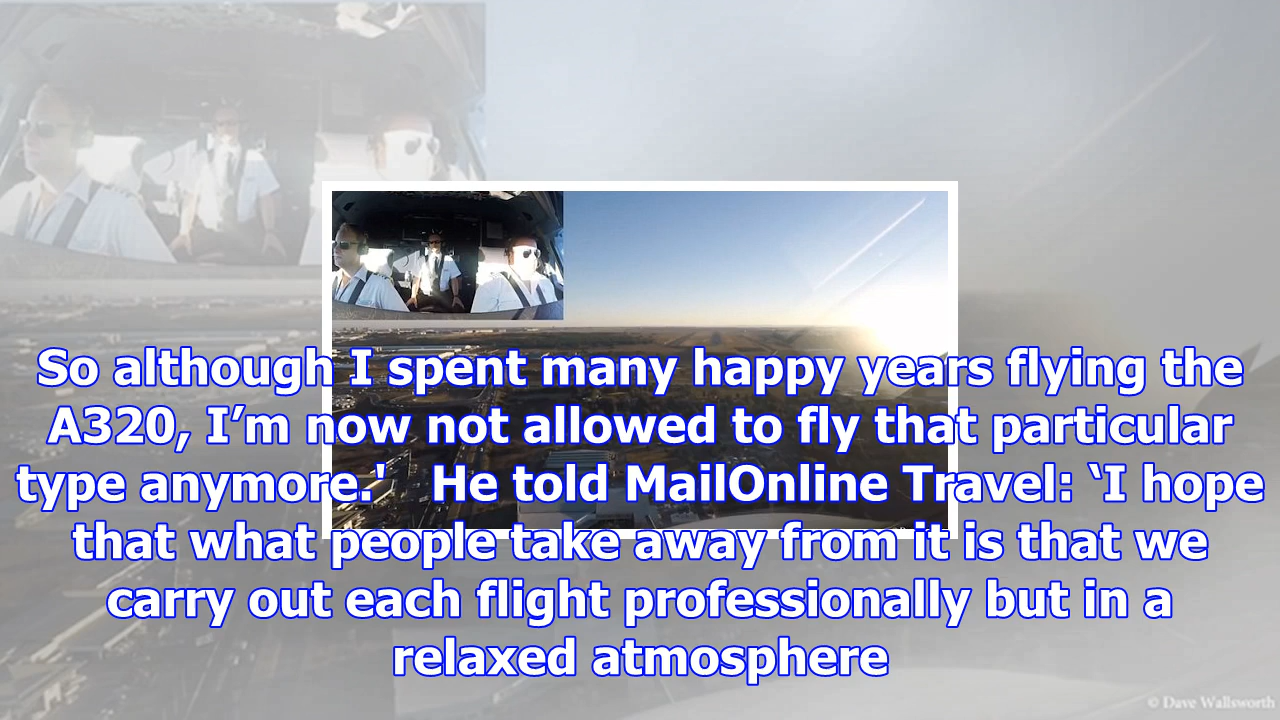 So although I spent many happy years flying the
A320, I’m now not allowed to fly that particular
type anymore.'   He told MailOnline Travel: ‘I hope
that what people take away from it is that we
carry out each flight professionally but in a
relaxed atmosphere
© Dave Wallsworth